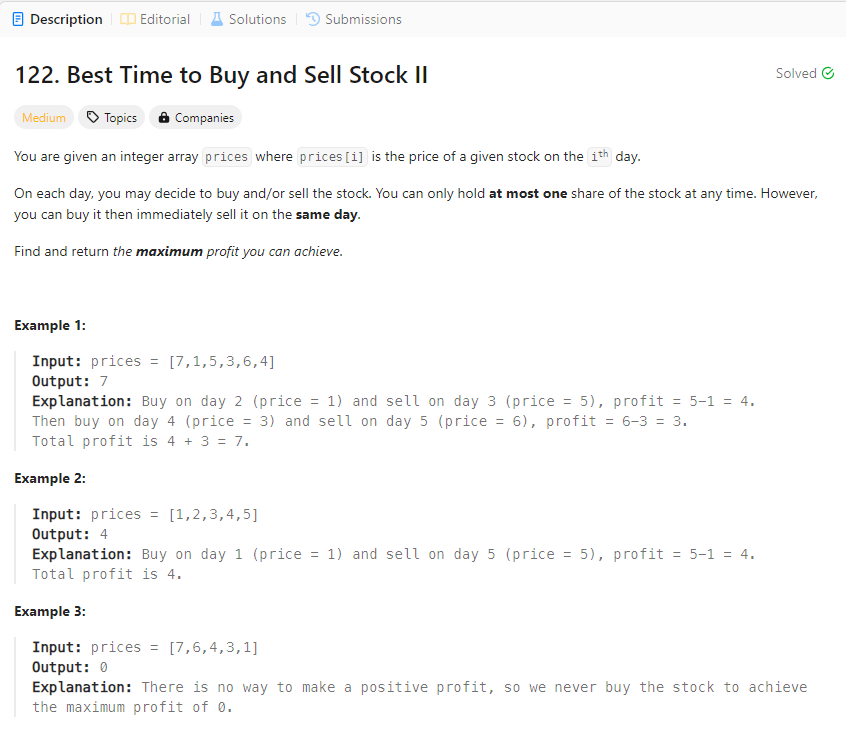 Description | Editorial | Solutions | Submissions
122. Best Time to Buy and Sell Stock II
Solved
Medium Topics Companies
You are given an integer array prices where prices[i] is the price of a given stock on the ith day.
On each day, you may decide to buy and/or sell the stock. You can only hold at most one share of the stock at any time. However,
you can buy it then immediately sell it on the same day.
Find and return the maximum profit you can achieve.
Example 1:
Input: prices = [7,1,5,3,6,4]
Output: 7
Explanation: Buy on day 2 (price = 1) and sell on day 3 (price = 5), profit = 5-1 = 4.
Then buy on day 4 (price = 3) and sell on day 5 (price = 6), profit = 6-3 = 3.
Total profit is 4 + 3 = 7.
Example 2:
Input: prices = [1,2,3,4,5]
Output: 4
Explanation: Buy on day 1 (price = 1) and sell on day 5 (price = 5), profit = 5-1 = 4.
Total profit is 4.
Example 3:
Input: prices = [7,6,4,3,1]
Output: 0
Explanation: There is no way to make a positive profit, so we never buy the stock to achieve
the maximum profit of 0.